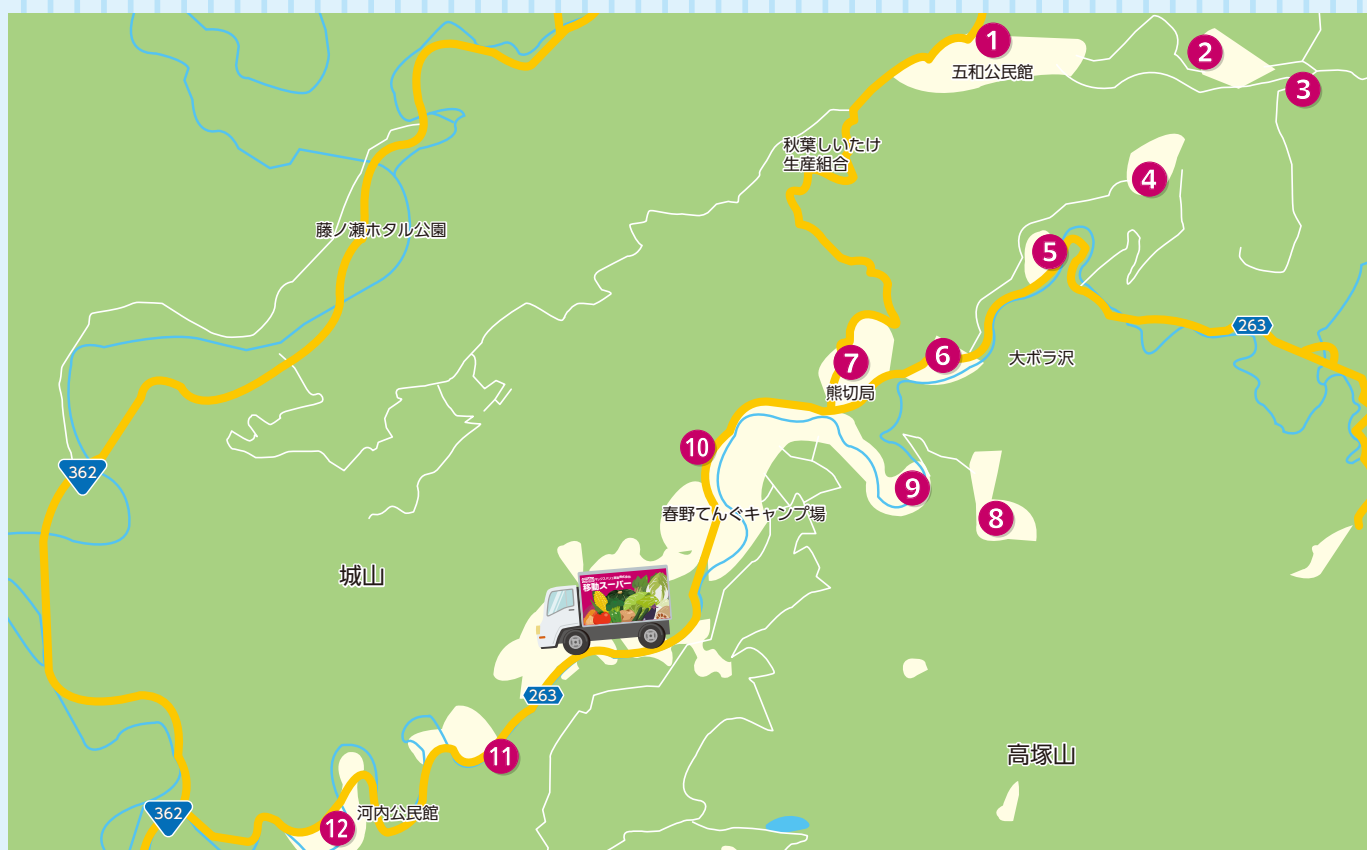 1
五和公民館
2
3
秋葉しいたけ
生産組合
4
藤ノ瀬ホタル公園
5
263
6
大ボラ沢
7
熊切局
10
362
9
春野てんぐキャンプ場
8
城山
移動スーパー
263
11
高塚山
362
河内公民館
12